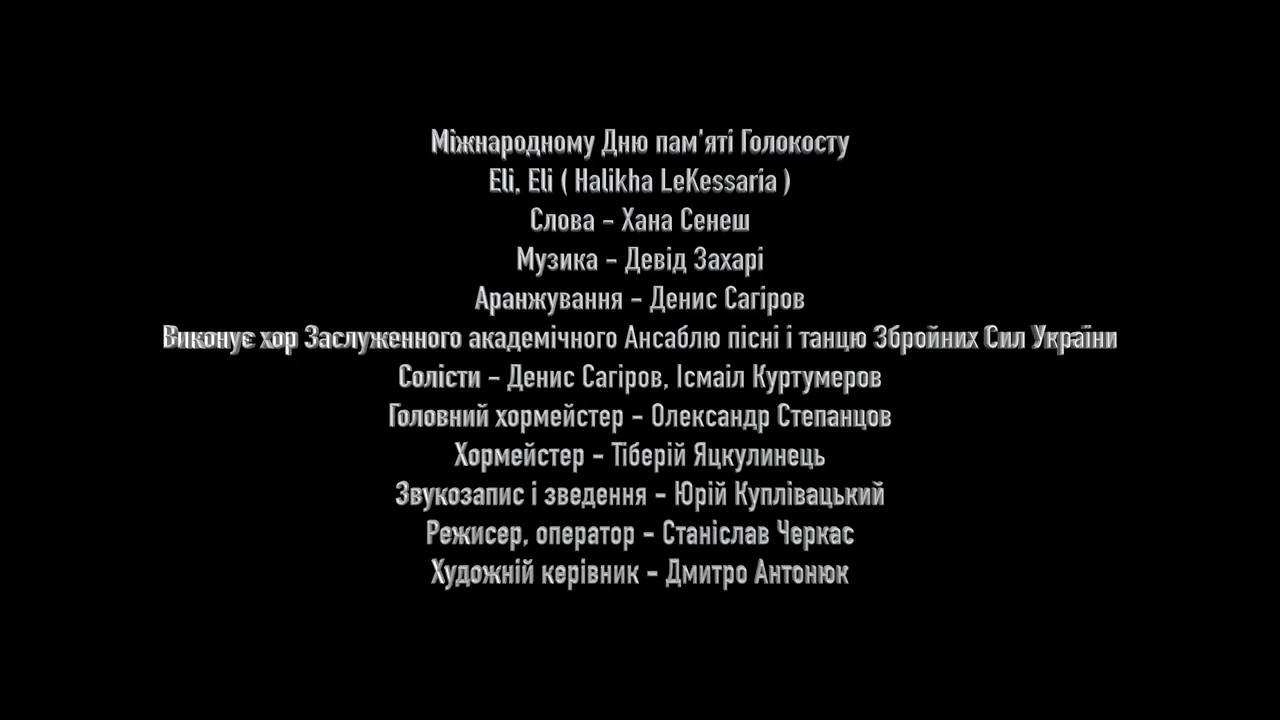 Міжнародному Дню пам'яті Голокосту
Eli, Eli ( Halikha LeKessaria )
Слова - Хана Сенеш
Музика - Девід Захарі
Аранжування - Денис Сагіров
Виконує хор Заслуженного академічного Ансаблю пісні і танцю Збройних Сил України
Солісти - Денис Сагіров, Ісмаіл Куртумеров
Головний хормейстер - Олександр Степанцов
Хормейстер - Тіберій Яцкулинець
Звукозапис і зведення - Юрій Куплівацький
Режисер, оператор - Станіслав Черкас
Художній керівник - Дмитро Антонюк